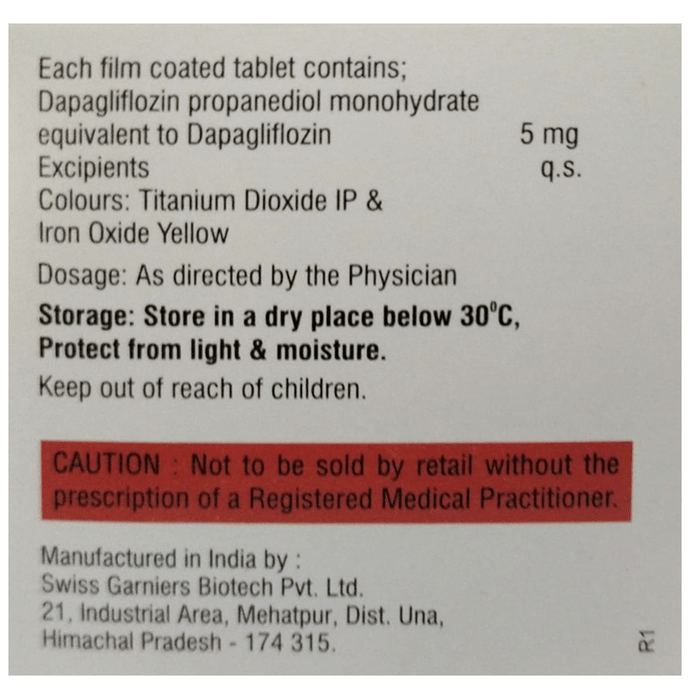 Each film coated tablet contains;
Dapagliflozin propanediol monohydrate
equivalent to Dapagliflozin 5 mg
Excipients q.s.
Colours: Titanium Dioxide IP &
Iron Oxide Yellow
Dosage: As directed by the Physician
Storage: Store in a dry place below 30⁰C,
Protect from light & moisture.
Keep out of reach of children.
CAUTION : Not to be sold by retail without the
prescription of a Registered Medical Practitioner.
Manufactured in India by :
Swiss Garniers Biotech Pvt. Ltd.
21, Industrial Area, Mehatpur, Dist. Una,
Himachal Pradesh - 174 315.
R1